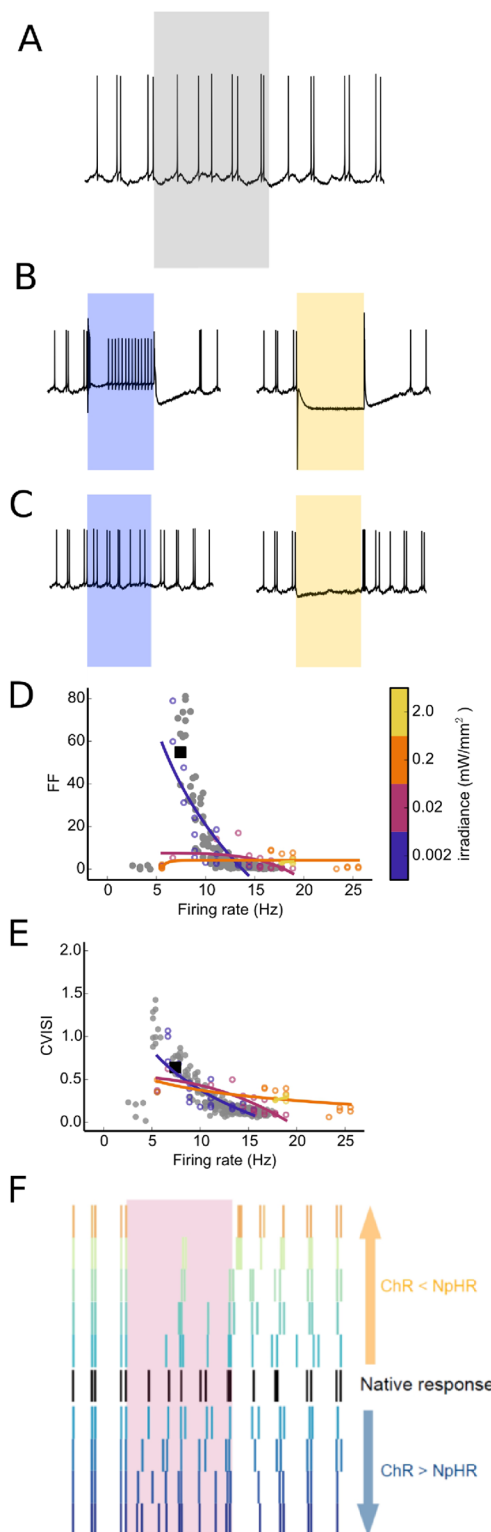 A
B
C
D
80
60
40
20
0
FF
0 5 10 15 20 25
Firing rate (Hz)
2.0
0.2
0.02
0.002
irradiance (mW/mm²)
E
2.0
1.5
1.0
0.5
0.0
CVISI
0 5 10 15 20 25
Firing rate (Hz)
F
ChR < NpHR
Native response
ChR > NpHR